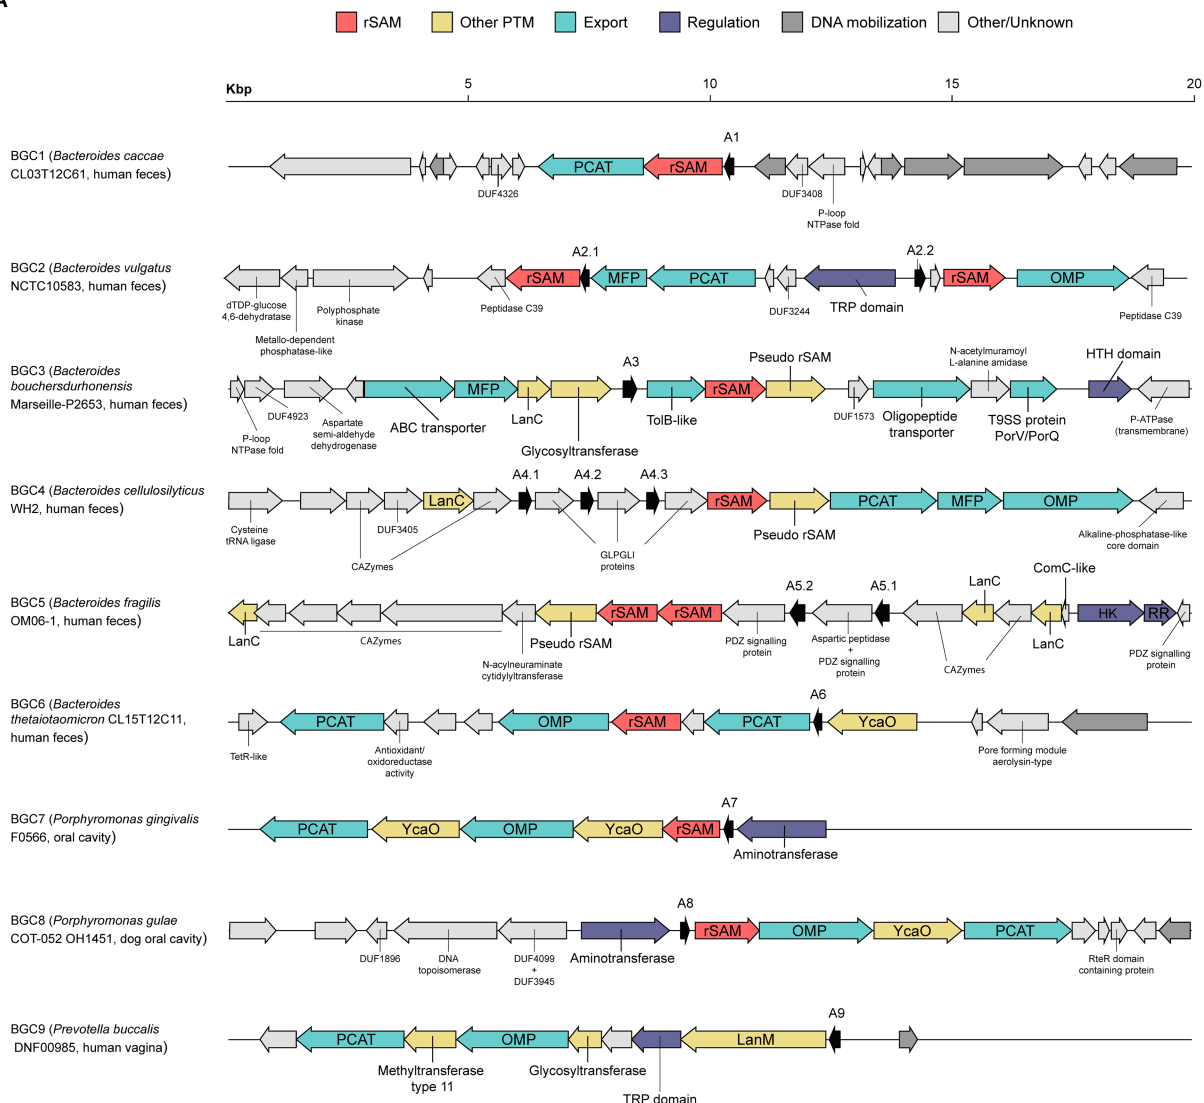 rSAM Other PTM Export Regulation DNA mobilization Other/Unknown
Kbp 5 10 15 20
A1
BGC1 (Bacteroides caccae
CL03T12C61, human feces)
PCAT rSAM
DUF4326 DUF3408
P-loop
NTPase fold
A2.1 A2.2
BGC2 (Bacteroides vulgatus
NCTC10583, human feces)
rSAM MFP PCAT rSAM OMP
dTDP-glucose
4,6-dehydratase
Metallo-dependent
phosphatase-like
Polyphosphate
kinase
Peptidase C39
DUF3244
TRP domain
Peptidase C39
BGC3 (Bacteroides
bouchersdurhonensis
Marseille-P2653, human feces)
A3
Pseudo rSAM
N-acetylmuramoyl
L-alanine amidase
HTH domain
MFP rSAM
P-loop
NTPase fold
DUF4923
Aspartate
semi-aldehyde
dehydrogenase
ABC transporter
LanC
Glycosyltransferase
TolB-like
DUF1573
Oligopeptide
transporter
T9SS protein
PorV/PorQ
P-ATPase
(transmembrane)
BGC4 (Bacteroides cellulosilyticus
WH2, human feces)
A4.1 A4.2 A4.3
LanC rSAM PCAT MFP OMP
Cysteine
tRNA ligase
DUF3405
CAZymes
GLPGLI
proteins
Pseudo rSAM
Alkaline-phosphatase-like
core domain
BGC5 (Bacteroides fragilis
OM06-1, human feces)
A5.2 A5.1 LanC ComC-like
rSAM rSAM HK RR
LanC
CAZymes
N-acylneuraminate
cytidylyltransferase
Pseudo rSAM
PDZ signalling
protein
Aspartic peptidase
+
PDZ signalling
protein
CAZymes
LanC
PDZ signalling
protein
BGC6 (Bacteroides
thetaiotaomicron CL15T12C11,
human feces)
A6
PCAT OMP rSAM PCAT YcaO
TetR-like
Antioxidant/
oxidoreductase
activity
Pore forming module
aerolysin-type
BGC7 (Porphyromonas gingivalis
F0566, oral cavity)
A7
PCAT YcaO OMP YcaO rSAM
Aminotransferase
BGC8 (Porphyromonas gulae
COT-052 OH1451, dog oral cavity)
A8
rSAM OMP YcaO PCAT
DUF1896
DNA
topoisomerase
DUF4099
+
DUF3945
Aminotransferase
RteR domain
containing protein
BGC9 (Prevotella buccalis
DNF00985, human vagina)
A9
PCAT OMP LanM
Methyltransferase
type 11
Glycosyltransferase
TRP domain